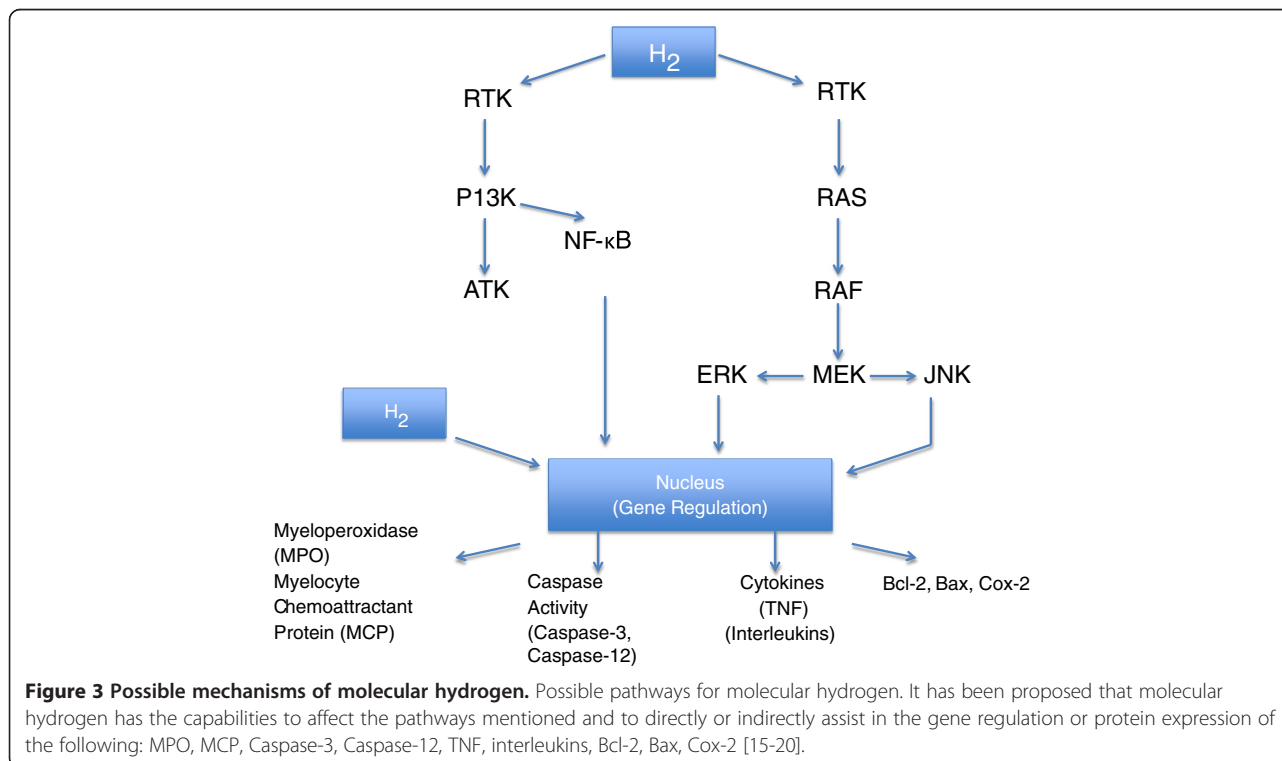 H2
RTK
RTK
P13K
RAS
NF-κB
ATK
RAF
ERK
MEK
JNK
H2
Nucleus
(Gene Regulation)
Myeloperoxidase
(MPO)
Myelocyte
Chemoattractant
Protein (MCP)
Caspase
Activity
(Caspase-3,
Caspase-12)
Cytokines
(TNF)
(Interleukins)
Bcl-2, Bax, Cox-2
Figure 3 Possible mechanisms of molecular hydrogen. Possible pathways for molecular hydrogen. It has been proposed that molecular
hydrogen has the capabilities to affect the pathways mentioned and to directly or indirectly assist in the gene regulation or protein expression of
the following: MPO, MCP, Caspase-3, Caspase-12, TNF, interleukins, Bcl-2, Bax, Cox-2 [15-20].